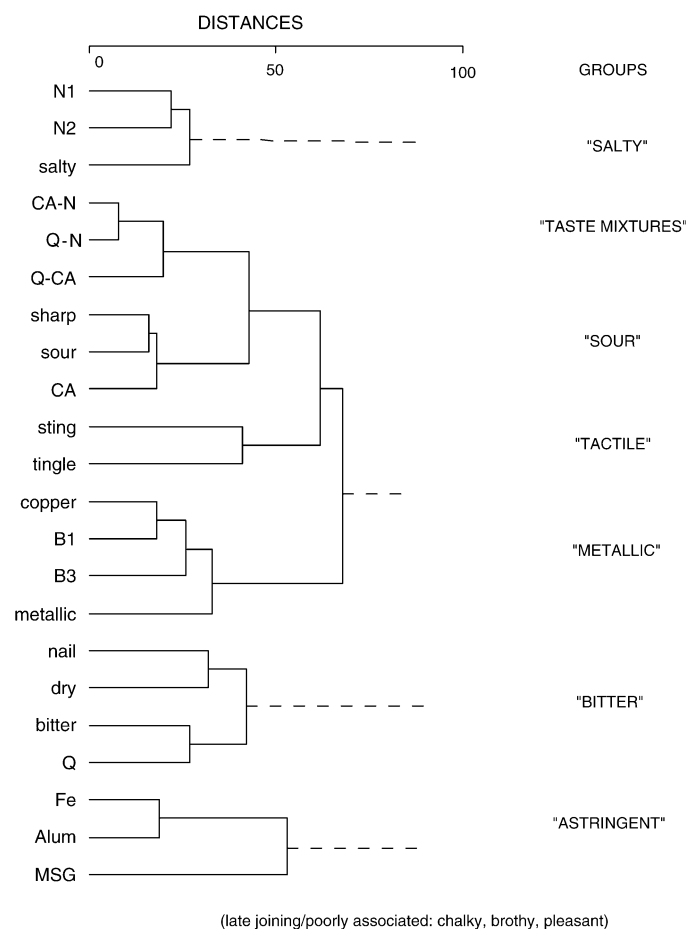 DISTANCES
0 50 100
GROUPS
N1
N2
salty
"SALTY"
CA-N
Q-N
Q-CA
"TASTE MIXTURES"
sharp
sour
CA
"SOUR"
sting
tingle
"TACTILE"
copper
B1
B3
metallic
"METALLIC"
nail
dry
bitter
Q
"BITTER"
Fe
Alum
MSG
"ASTRINGENT"
(late joining/poorly associated: chalky, brothy, pleasant)